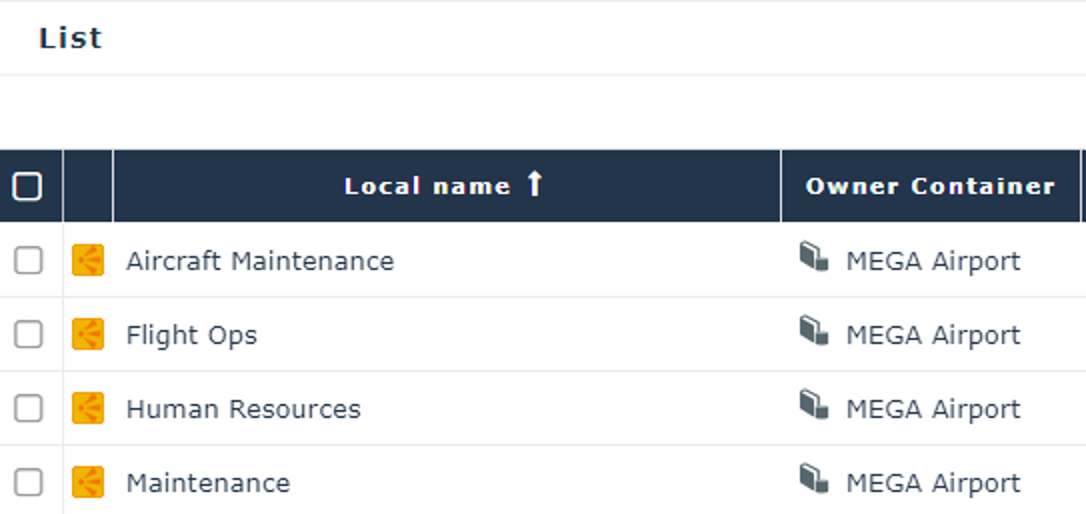 List
Local name ↑ Owner Container
Aircraft Maintenance MEGA Airport
Flight Ops MEGA Airport
Human Resources MEGA Airport
Maintenance MEGA Airport